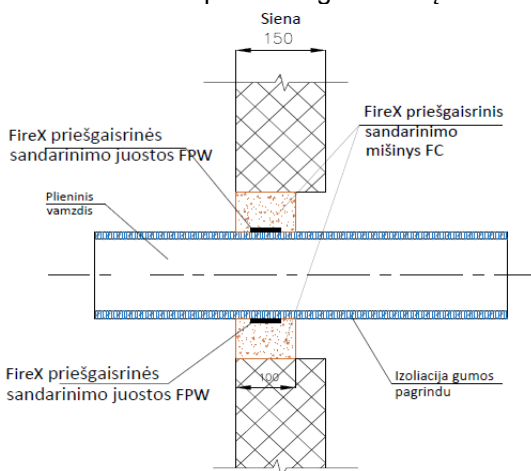 Siena
150
FireX priešgaisrinis
sandarinimo
mišinys FC
FireX priešgaisrinės
sandarinimo juostos FPW
Plieninis
vamzdis
FireX priešgaisrinės
sandarinimo juostos FPW
100
Izoliacija gumos
pagrindu